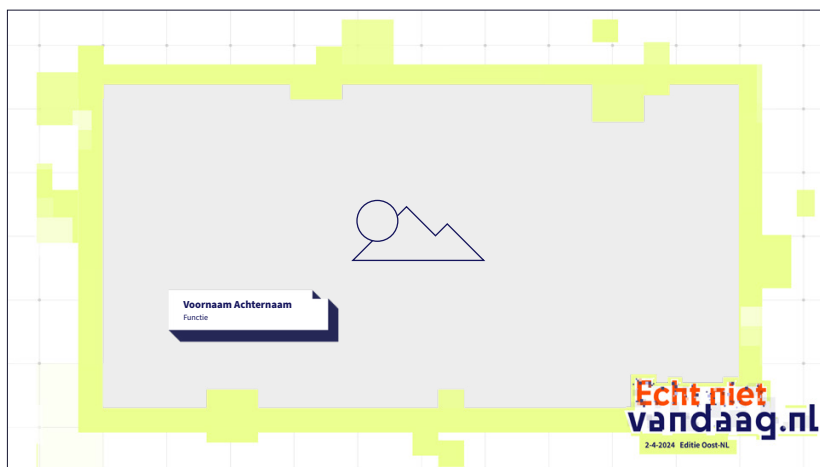 Voornaam Achternaam
Functie
Echt niet
vandaag.nl
2-4-2024 Editie Oost-NL